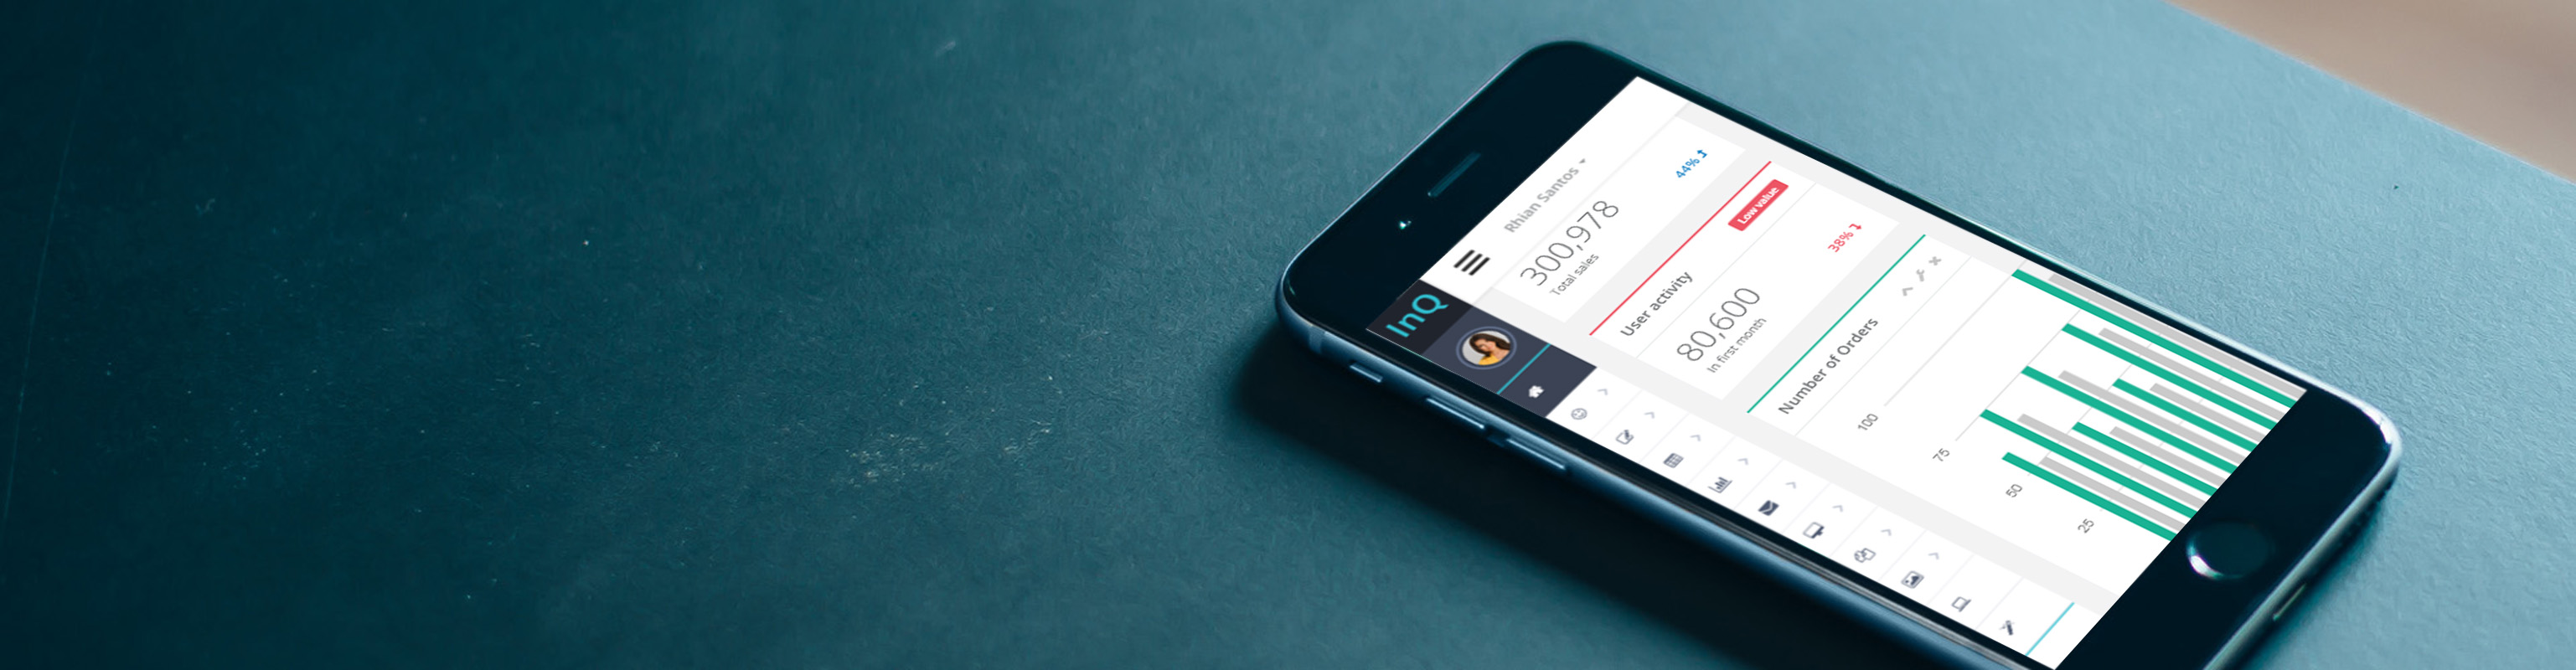 InQ
Rhian Santos
300,978
Total sales
44%
User activity
Low value
80,600
In first month
38%
Number of Orders
100
75
50
25